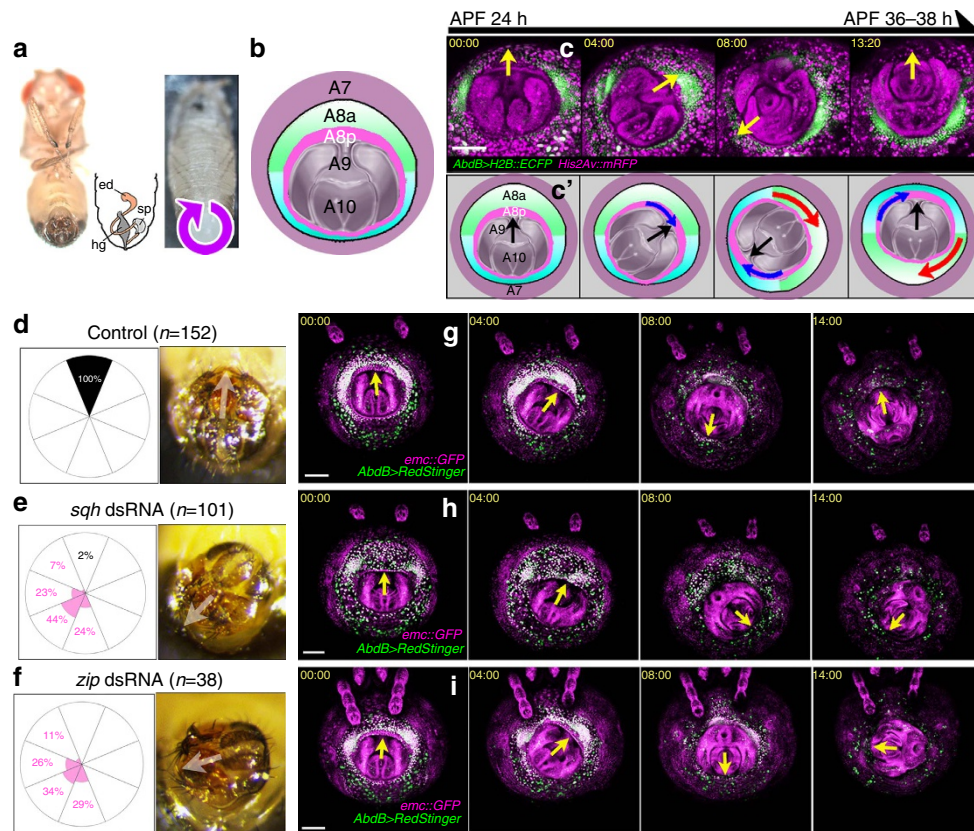 APF 24 h
APF 36–38 h
a
ed
sp
hg
b
A7
A8a
A8p
A9
A10
c
00:00
04:00
08:00
13:20
AbdB>H2B::ECFP His2Av::mRFP
c'
A8a
A8p
A9
A10
A7
d
Control (n=152)
100%
e
sqh dsRNA (n=101)
2%
7%
23%
44%
24%
f
zip dsRNA (n=38)
11%
26%
34%
29%
g
00:00
04:00
08:00
14:00
emc::GFP
AbdB>RedStinger
h
00:00
04:00
08:00
14:00
emc::GFP
AbdB>RedStinger
i
00:00
04:00
08:00
14:00
emc::GFP
AbdB>RedStinger